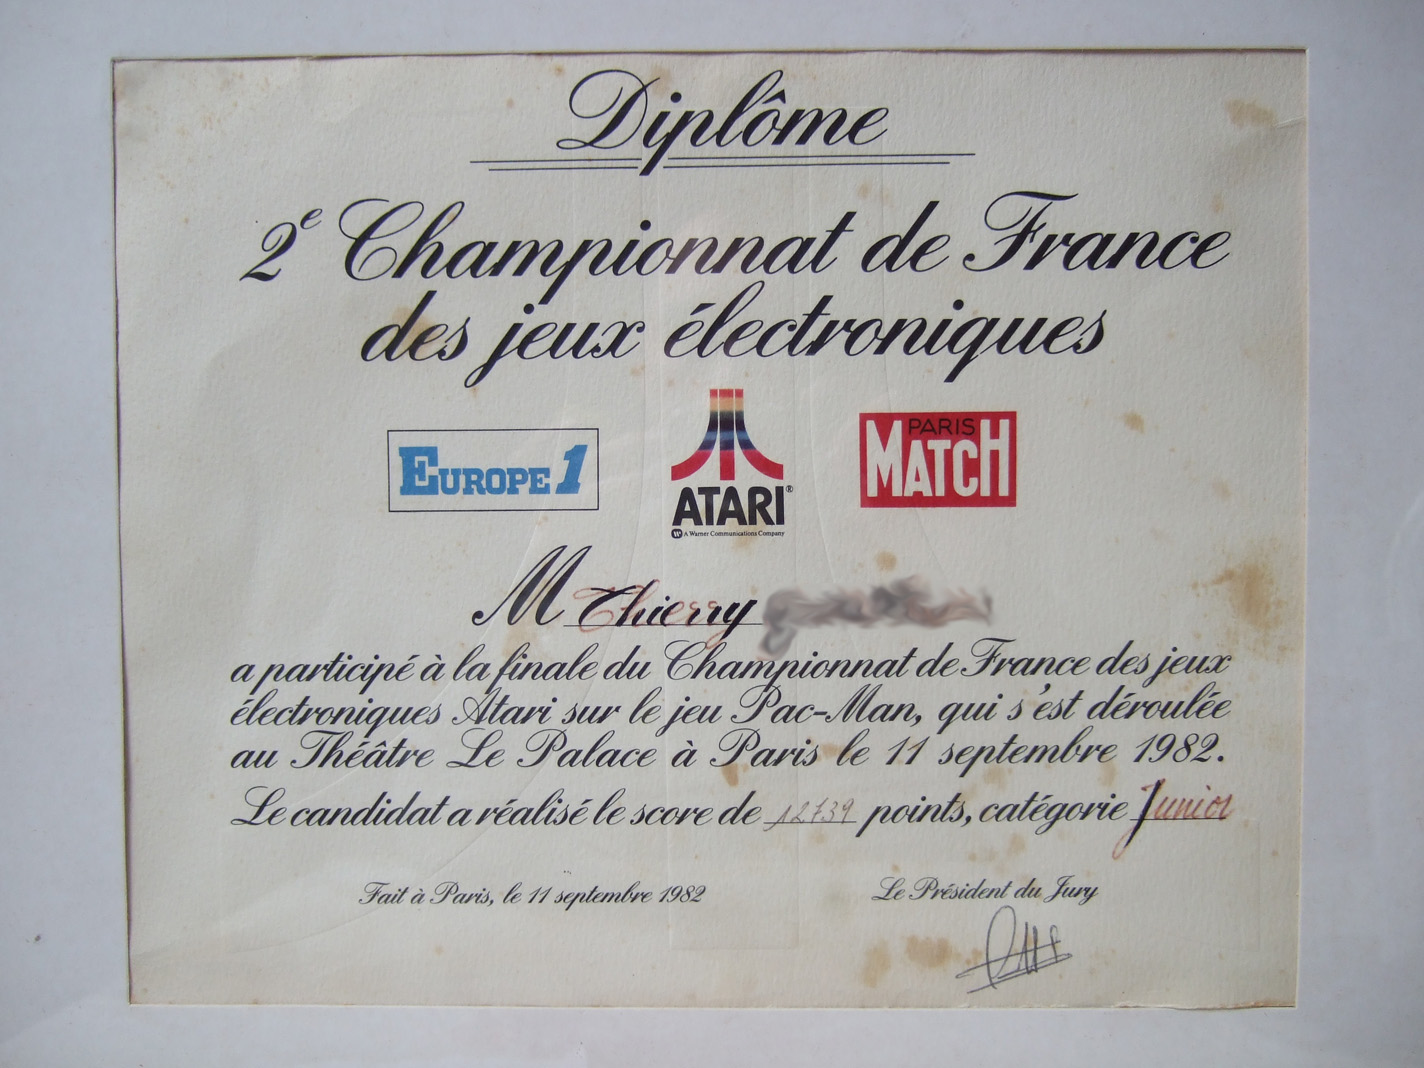 Diplôme
2e Championnat de France
des jeux électroniques
EUROPE 1
ATARI®
W A Warner Communications Company
PARIS
MATCH
M Thierry
a participé à la finale du Championnat de France des jeux
électroniques Atari sur le jeu Pac-Man, qui s'est déroulée
au Théâtre Le Palace à Paris le 11 septembre 1982.
Le candidat a réalisé le score de 12739 points, catégorie Junior
Fait à Paris, le 11 septembre 1982
Le Président du Jury